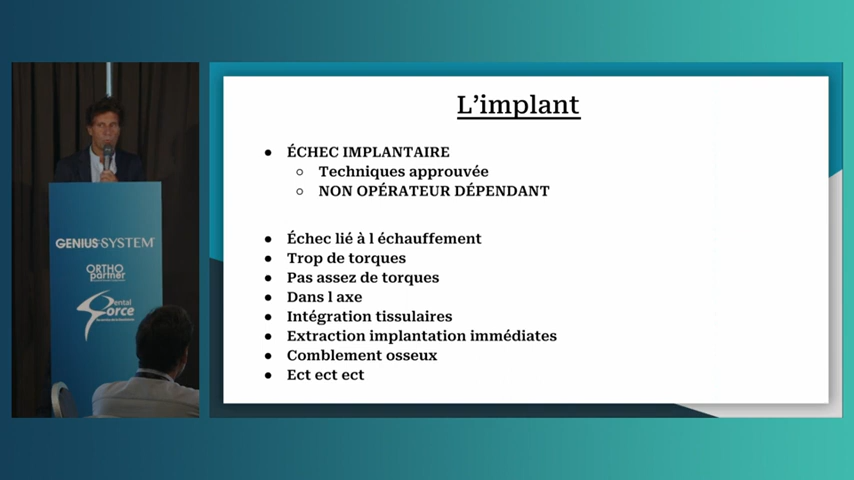 L'implant
ÉCHEC IMPLANTAIRE
Techniques approuvée
NON OPÉRATEUR DÉPENDANT
Échec lié à l échauffement
Trop de torques
Pas assez de torques
Dans l axe
Intégration tissulaires
Extraction implantation immédiates
Comblement osseux
Ect ect ect
GENIUS SYSTEM
ORTHO
partner
Dental
Force